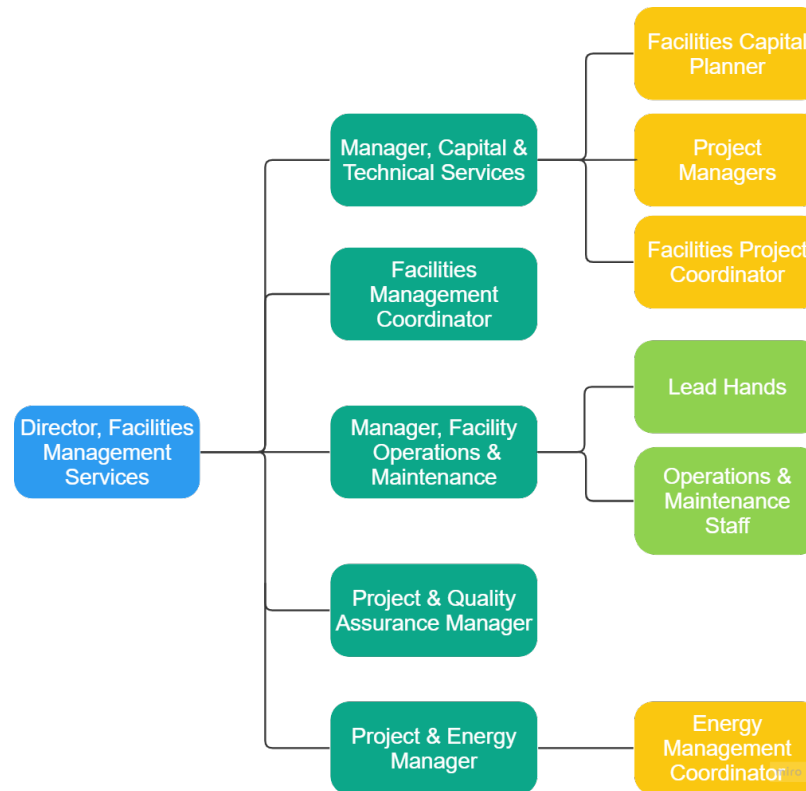 Facilities Capital
Planner
Manager, Capital &
Technical Services
Project
Managers
Facilities Project
Coordinator
Facilities
Management
Coordinator
Director, Facilities
Management
Services
Manager, Facility
Operations &
Maintenance
Lead Hands
Operations &
Maintenance
Staff
Project & Quality
Assurance Manager
Project & Energy
Manager
Energy
Management
Coordinator
miro